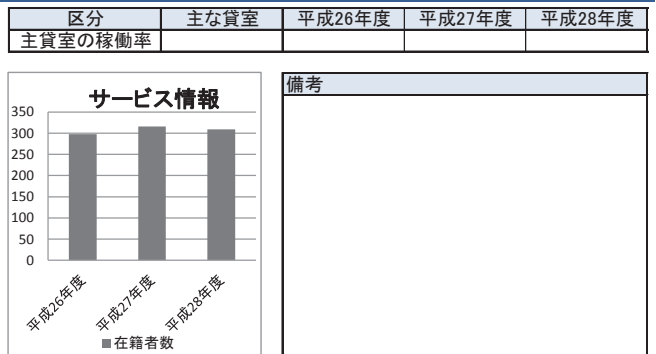 区分 主な貸室 平成26年度 平成27年度 平成28年度
主貸室の稼働率
サービス情報
350
300
250
200
150
100
50
0
平成26年度 平成27年度 平成28年度
■在籍者数
備考